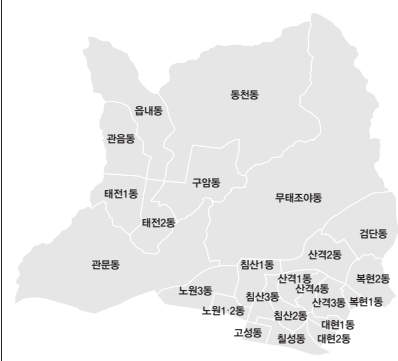 동천동
읍내동
관음동
구암동
태전1동
무태조야동
태전2동
검단동
산격2동
관문동
침산1동
산격1동
복현2동
노원3동
산격4동
침산3동
산격3동
복현1동
노원1·2동
침산2동
대현1동
고성동
칠성동
대현2동